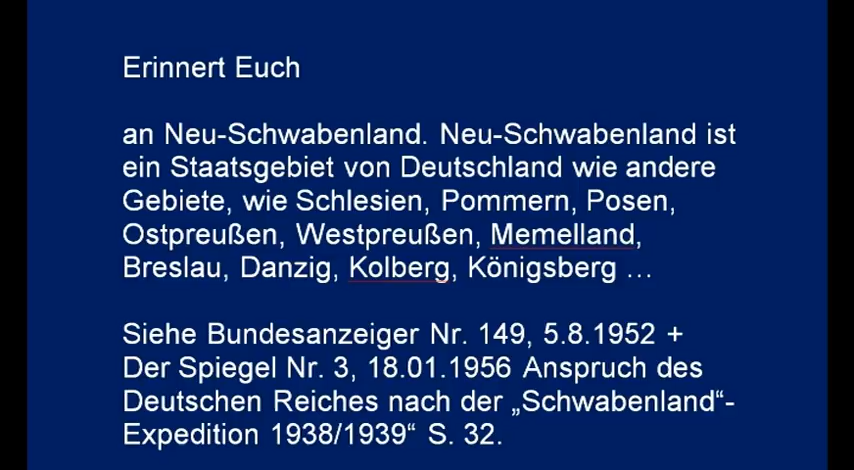 Erinnert Euch
an Neu-Schwabenland. Neu-Schwabenland ist
ein Staatsgebiet von Deutschland wie andere
Gebiete, wie Schlesien, Pommern, Posen,
Ostpreußen, Westpreußen, Memelland,
Breslau, Danzig, Kolberg, Königsberg …
Siehe Bundesanzeiger Nr. 149, 5.8.1952 +
Der Spiegel Nr. 3, 18.01.1956 Anspruch des
Deutschen Reiches nach der „Schwabenland“-
Expedition 1938/1939“ S. 32.